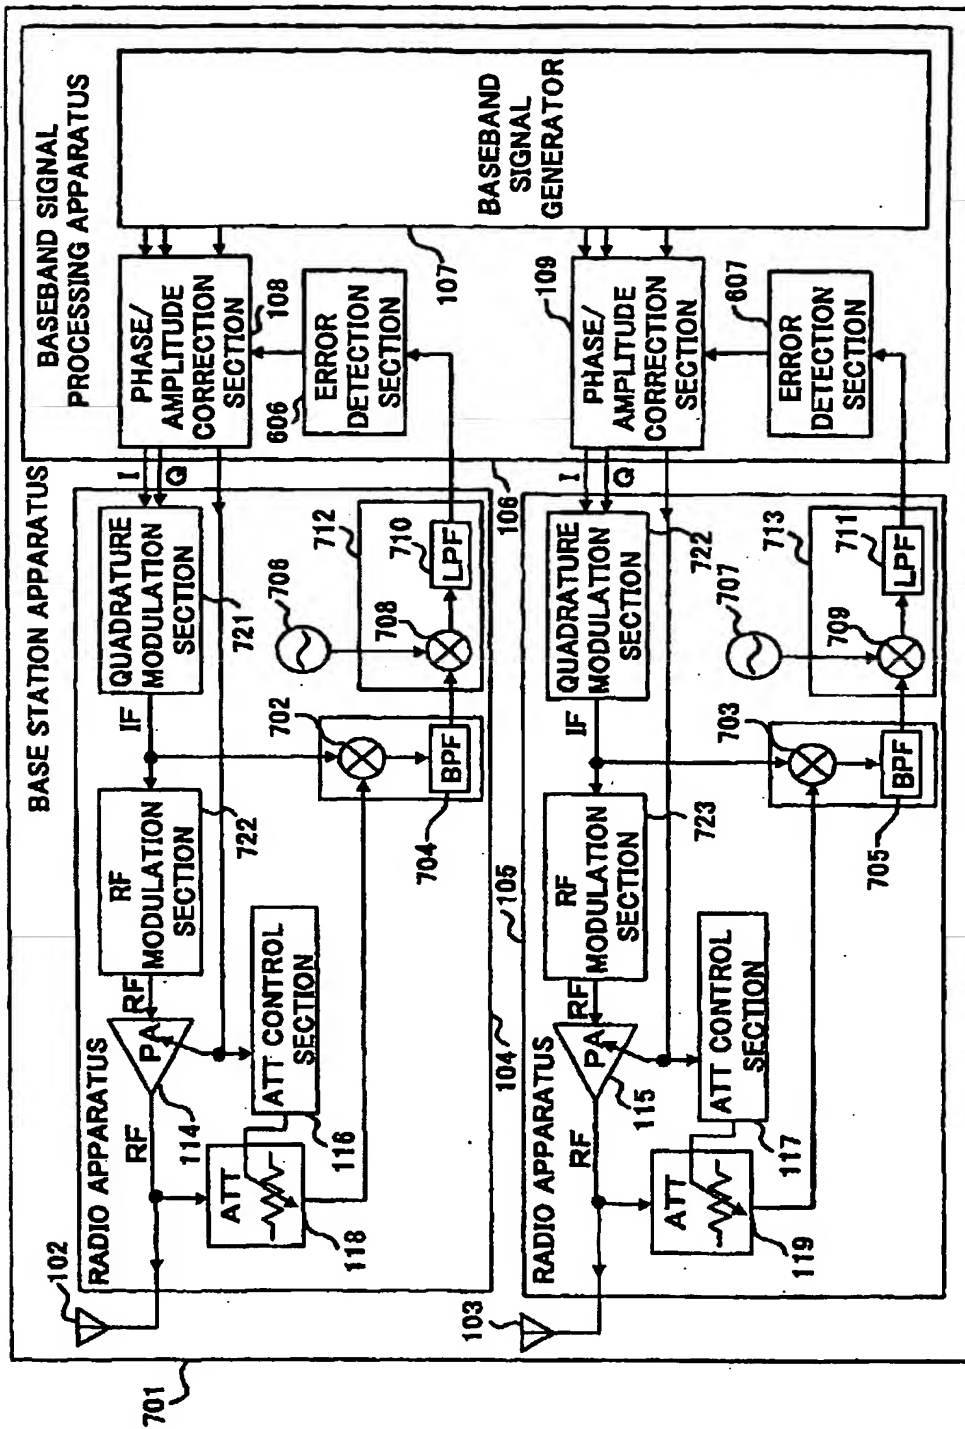 701
BASE STATION APPARATUS
BASEBAND SIGNAL
PROCESSING APPARATUS
102
RADIO APPARATUS
RF
114
PA
RF
RF
MODULATION
SECTION
722
IF
QUADRATURE
MODULATION
SECTION
721
I
Q
PHASE/
AMPLITUDE
CORRECTION
SECTION
108
ATT
118
ATT CONTROL
SECTION
116
702
BPF
704
706
708
LPF
710
712
ERROR
DETECTION
SECTION
606
104
106
107
BASEBAND
SIGNAL
GENERATOR
103
105
RADIO APPARATUS
RF
115
PA
RF
RF
MODULATION
SECTION
723
IF
QUADRATURE
MODULATION
SECTION
722
I
Q
PHASE/
AMPLITUDE
CORRECTION
SECTION
109
ATT
119
ATT CONTROL
SECTION
117
703
BPF
705
707
709
LPF
711
713
ERROR
DETECTION
SECTION
607